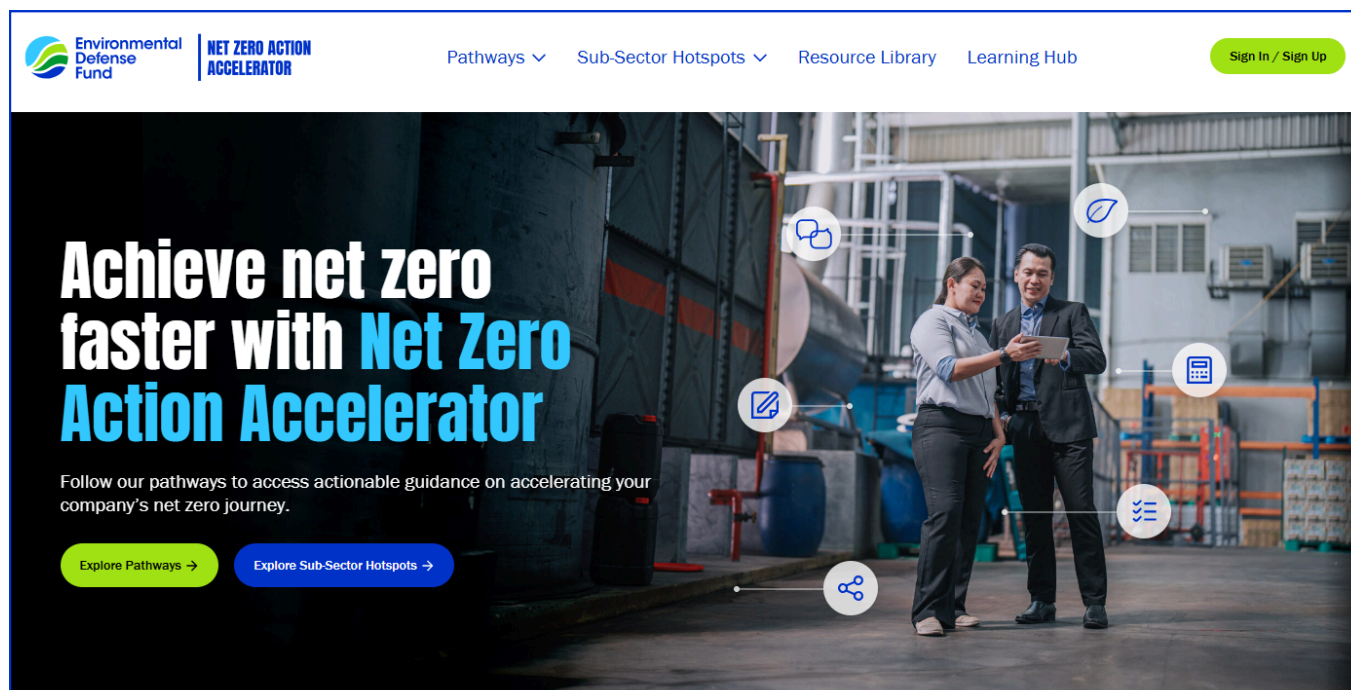 Environmental
Defense
Fund
NET ZERO ACTION
ACCELERATOR
Pathways
Sub-Sector Hotspots
Resource Library
Learning Hub
Sign In / Sign Up
Achieve net zero
faster with Net Zero
Action Accelerator
Follow our pathways to access actionable guidance on accelerating your
company's net zero journey.
Explore Pathways →
Explore Sub-Sector Hotspots →